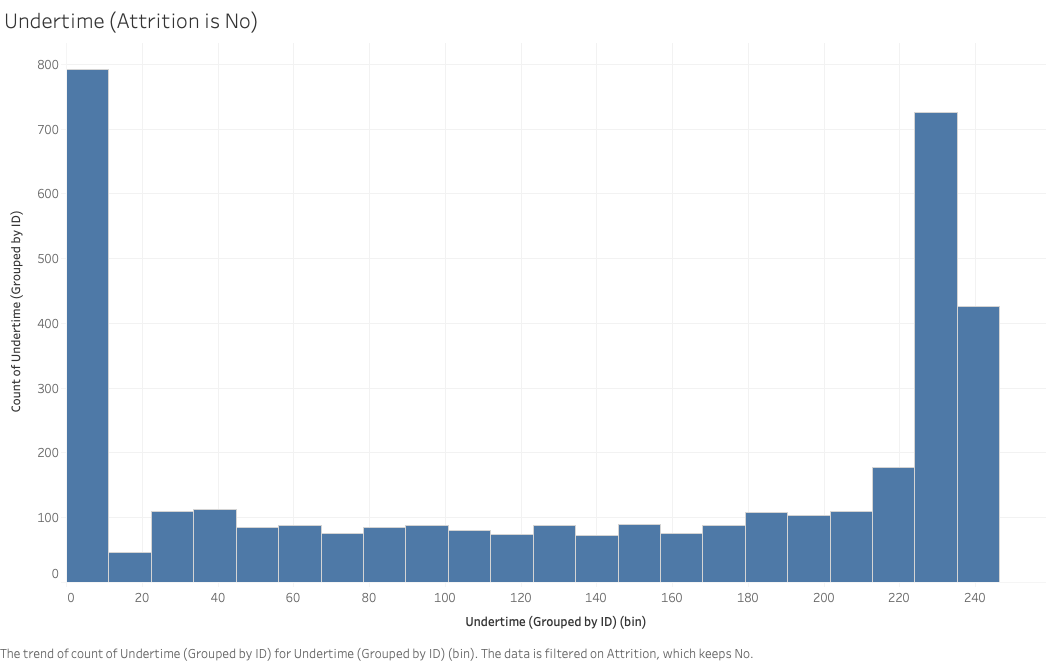 Undertime (Attrition is No)
800
700
600
500
400
300
200
100
0
Count of Undertime (Grouped by ID)
0 20 40 60 80 100 120 140 160 180 200 220 240
Undertime (Grouped by ID) (bin)
The trend of count of Undertime (Grouped by ID) for Undertime (Grouped by ID) (bin). The data is filtered on Attrition, which keeps No.